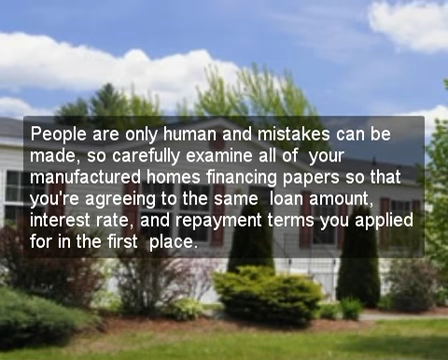 People are only human and mistakes can be
made, so carefully examine all of  your
manufactured homes financing papers so that
you're agreeing to the same  loan amount,
interest rate, and repayment terms you applied
for in the first  place.